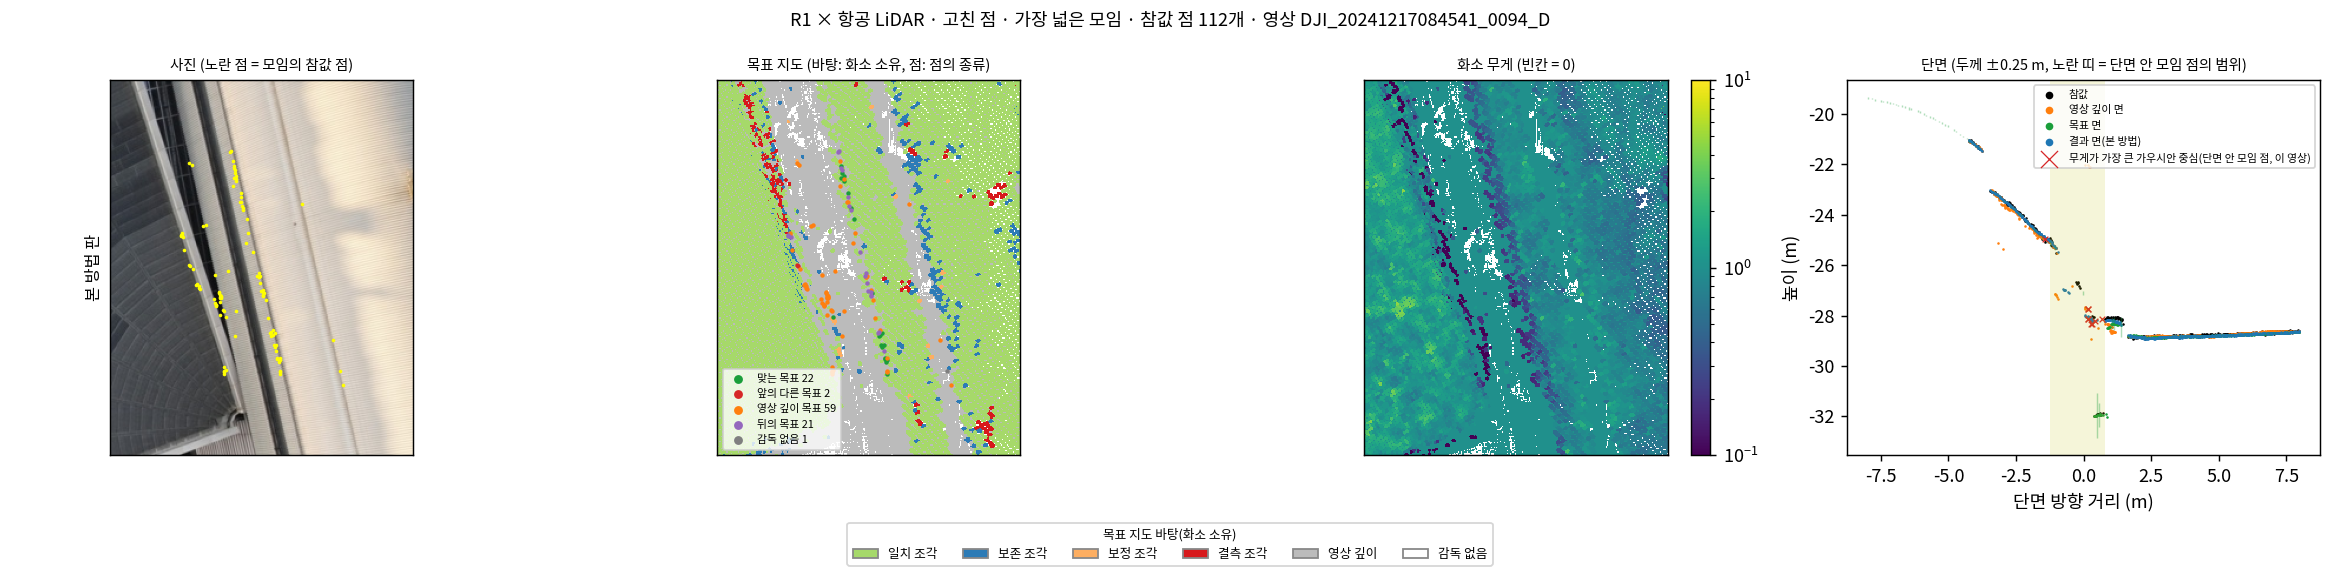 R1 × 항공 LiDAR · 고친 점 · 가장 넓은 모임 · 참값 점 112개 · 영상 DJI_20241217084541_0094_D
사진 (노란 점 = 모임의 참값 점)
본 방법 판
목표 지도 (바탕: 화소 소유, 점: 점의 종류)
맞는 목표 22
앞의 다른 목표 2
영상 깊이 목표 59
뒤의 목표 21
감독 없음 1
화소 무게 (빈칸 = 0)
10^1
10^0
10^-1
단면 (두께 ±0.25 m, 노란 띠 = 단면 안 모임 점의 범위)
참값
영상 깊이 면
목표 면
결과 면(본 방법)
무게가 가장 큰 가우시안 중심(단면 안 모임 점, 이 영상)
높이 (m)
-20
-22
-24
-26
-28
-30
-32
-7.5 -5.0 -2.5 0.0 2.5 5.0 7.5
단면 방향 거리 (m)
목표 지도 바탕(화소 소유)
일치 조각 보존 조각 보정 조각 결측 조각 영상 깊이 감독 없음